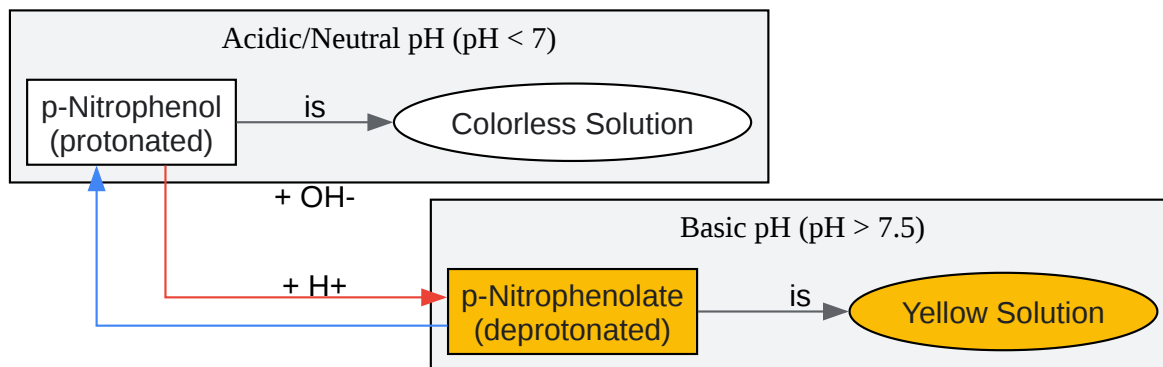 Acidic/Neutral pH (pH < 7)
p-Nitrophenol
(protonated)
is
Colorless Solution
+ OH-
Basic pH (pH > 7.5)
+ H+
p-Nitrophenolate
(deprotonated)
is
Yellow Solution